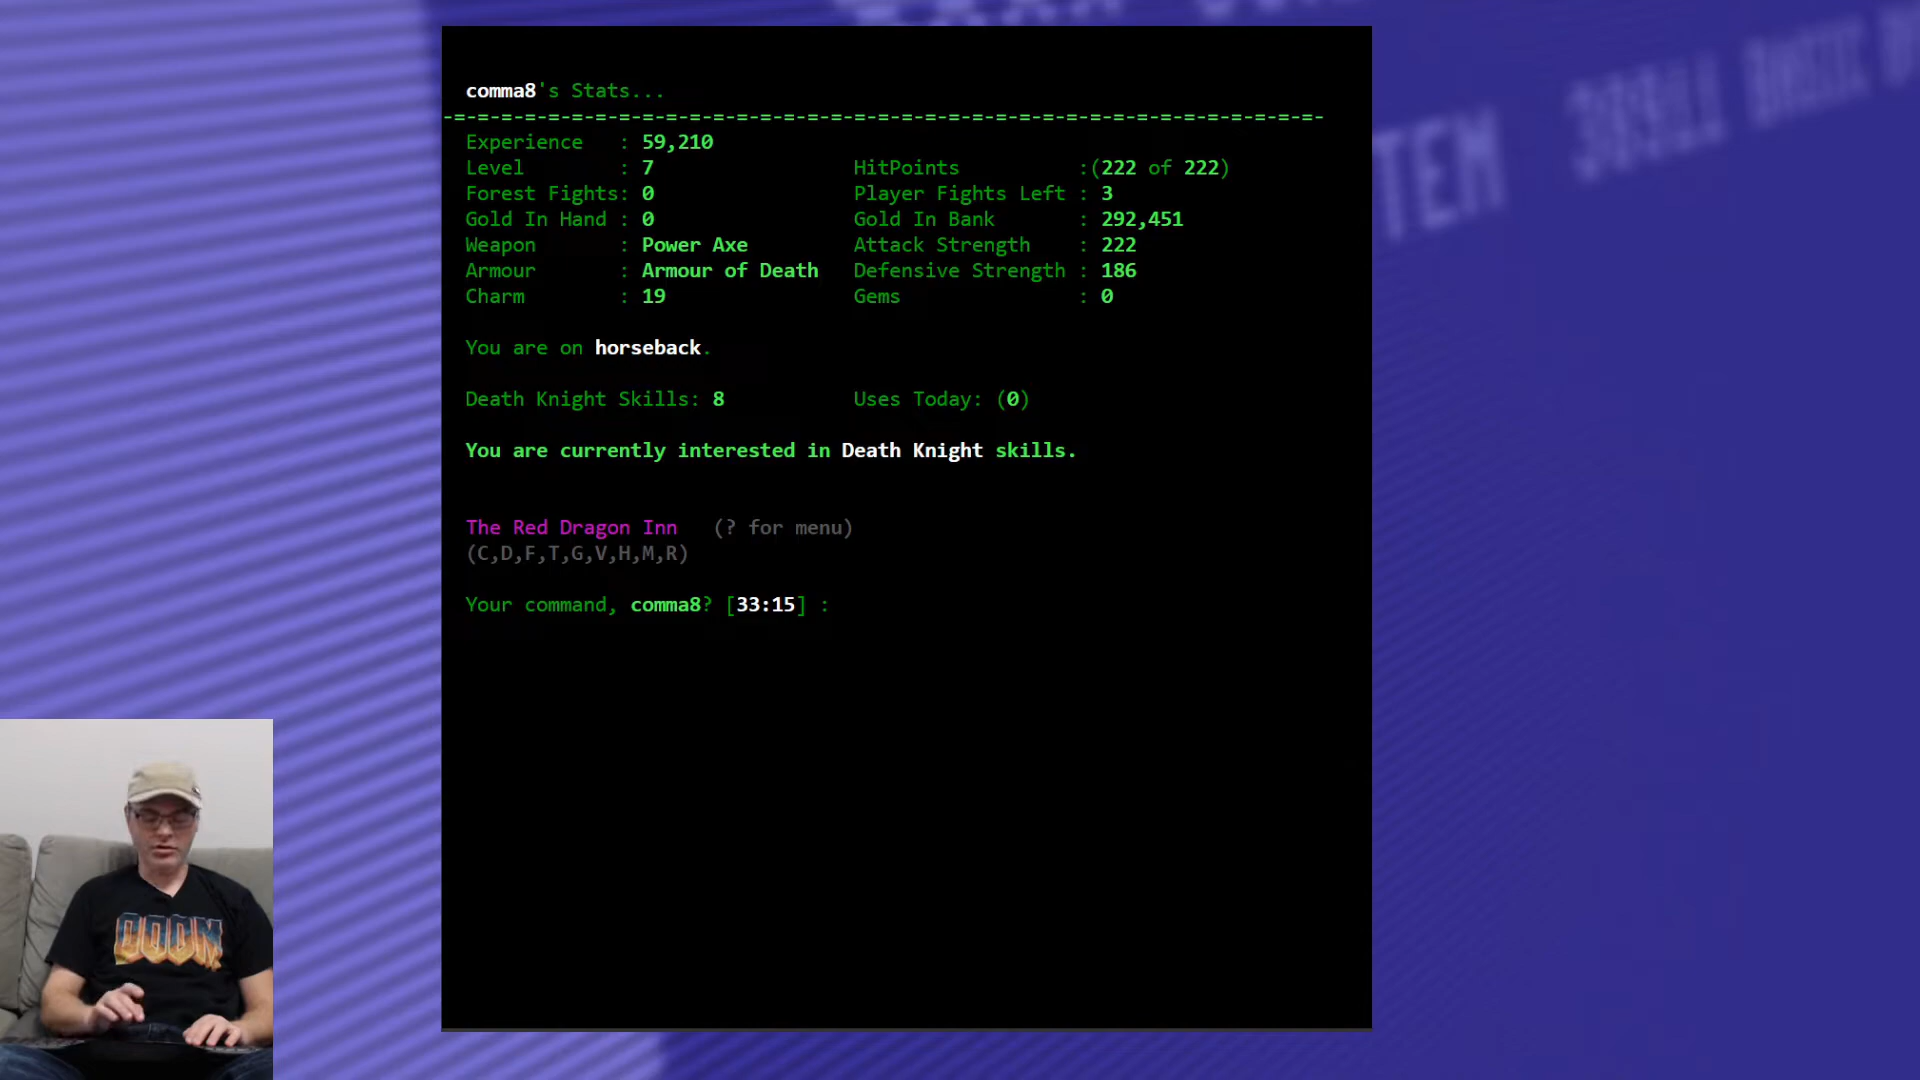 comma8's Stats...
-=-=-=-=-=-=-=-=-=-=-=-=-=-=-=-=-=-=-=-=-=-=-=-=-=-=-=-=-=-=-=-=-=-=-=-=-=-
Experience : 59,210
Level : 7 HitPoints :(222 of 222)
Forest Fights: 0 Player Fights Left : 3
Gold In Hand : 0 Gold In Bank : 292,451
Weapon : Power Axe Attack Strength : 222
Armour : Armour of Death Defensive Strength : 186
Charm : 19 Gems : 0
You are on horseback.
Death Knight Skills: 8 Uses Today: (0)
You are currently interested in Death Knight skills.
The Red Dragon Inn (? for menu)
(C,D,F,T,G,V,H,M,R)
Your command, comma8? [33:15] :
DOOM